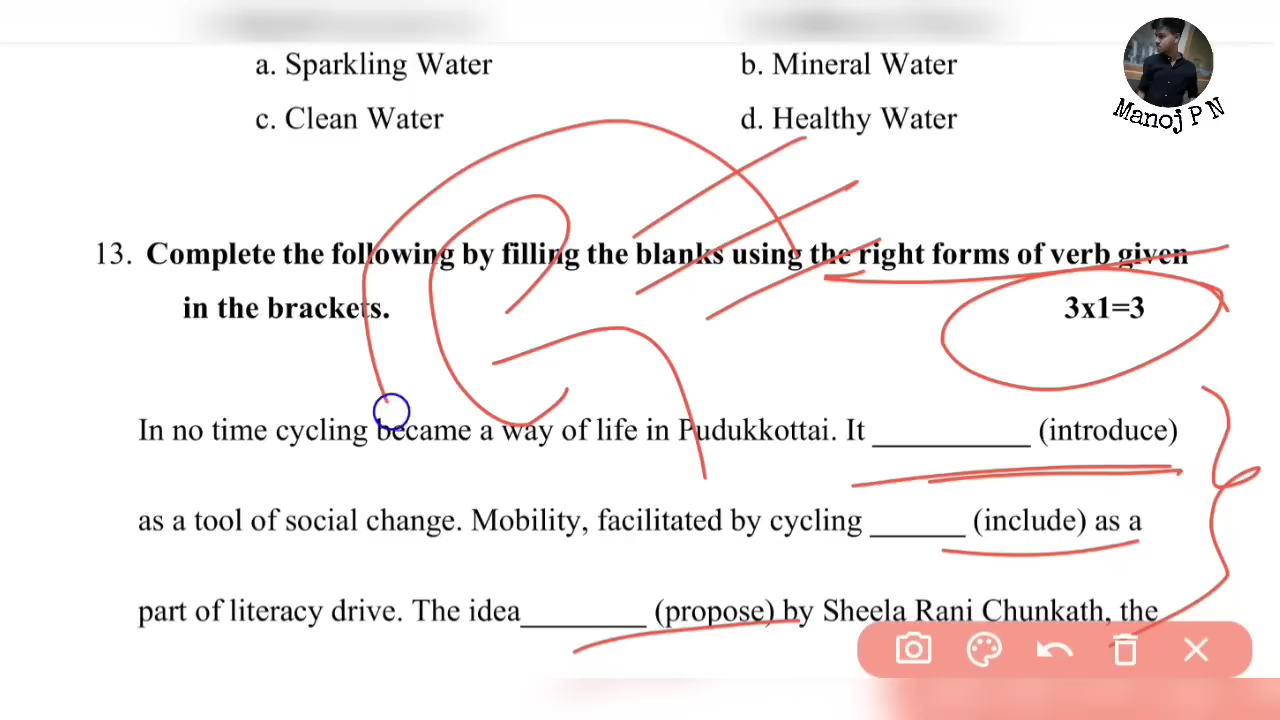 a. Sparkling Water b. Mineral Water
Manoj P N
c. Clean Water d. Healthy Water
13. Complete the following by filling the blanks using the right forms of verb given
in the brackets. 3x1=3
In no time cycling became a way of life in Pudukkottai. It ___________ (introduce)
as a tool of social change. Mobility, facilitated by cycling _______ (include) as a
part of literacy drive. The idea_________ (propose) by Sheela Rani Chunkath, the